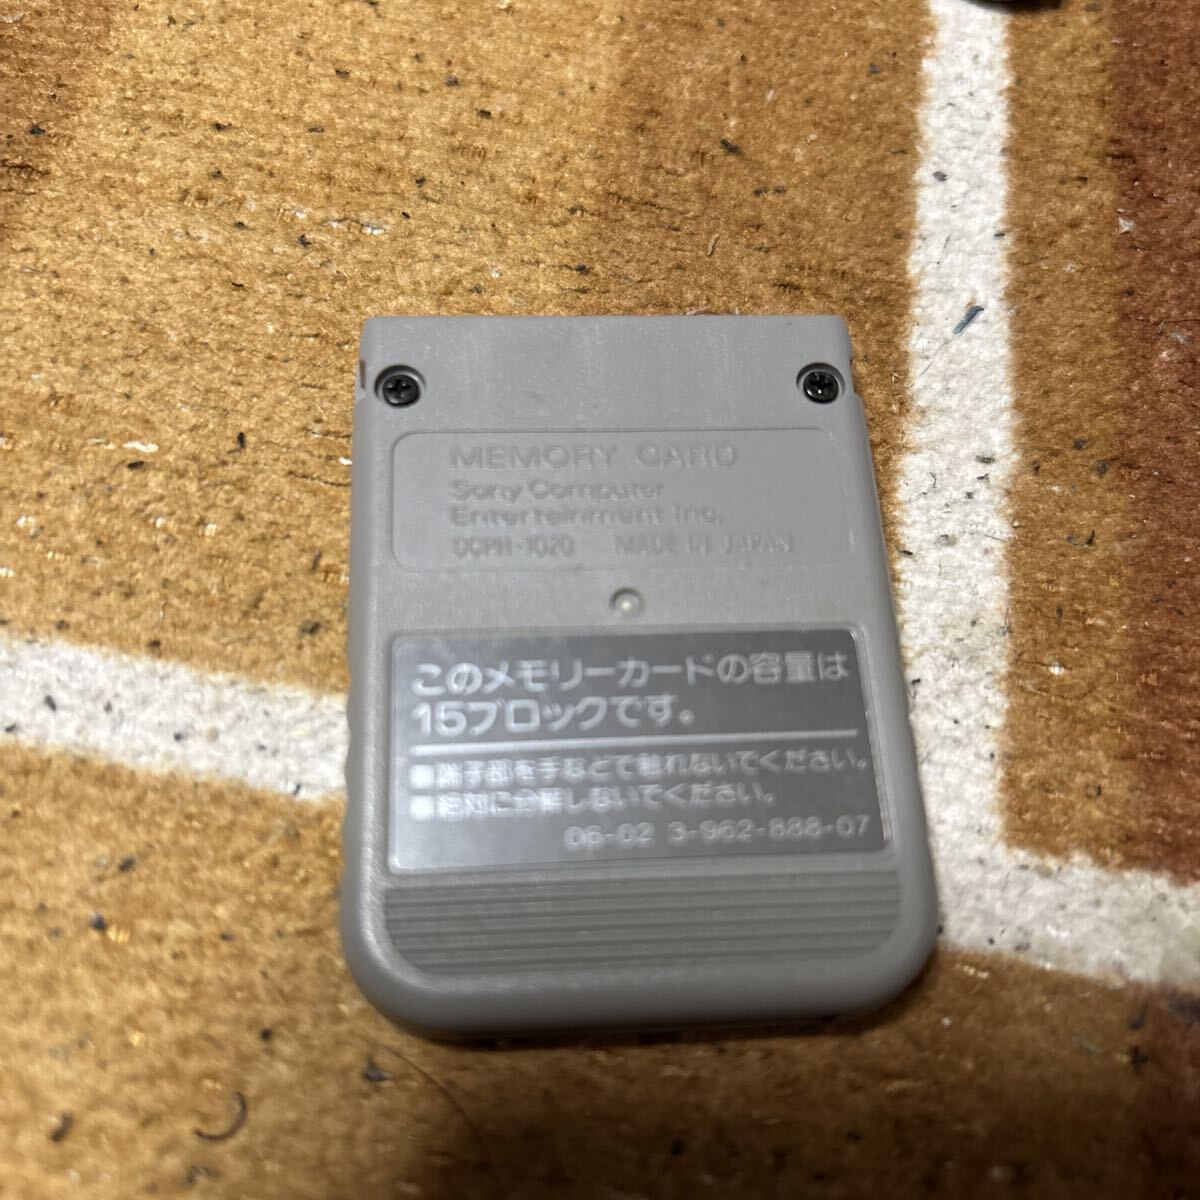 MEMORY CARD
Sony Computer
Entertainment Inc.
SCPH-1020 MADE IN JAPAN
このメモリーカードの容量は
15ブロックです。
■端子部を手などで触れないでください。
■絶対に分解しないでください。
06-02 3-962-888-07